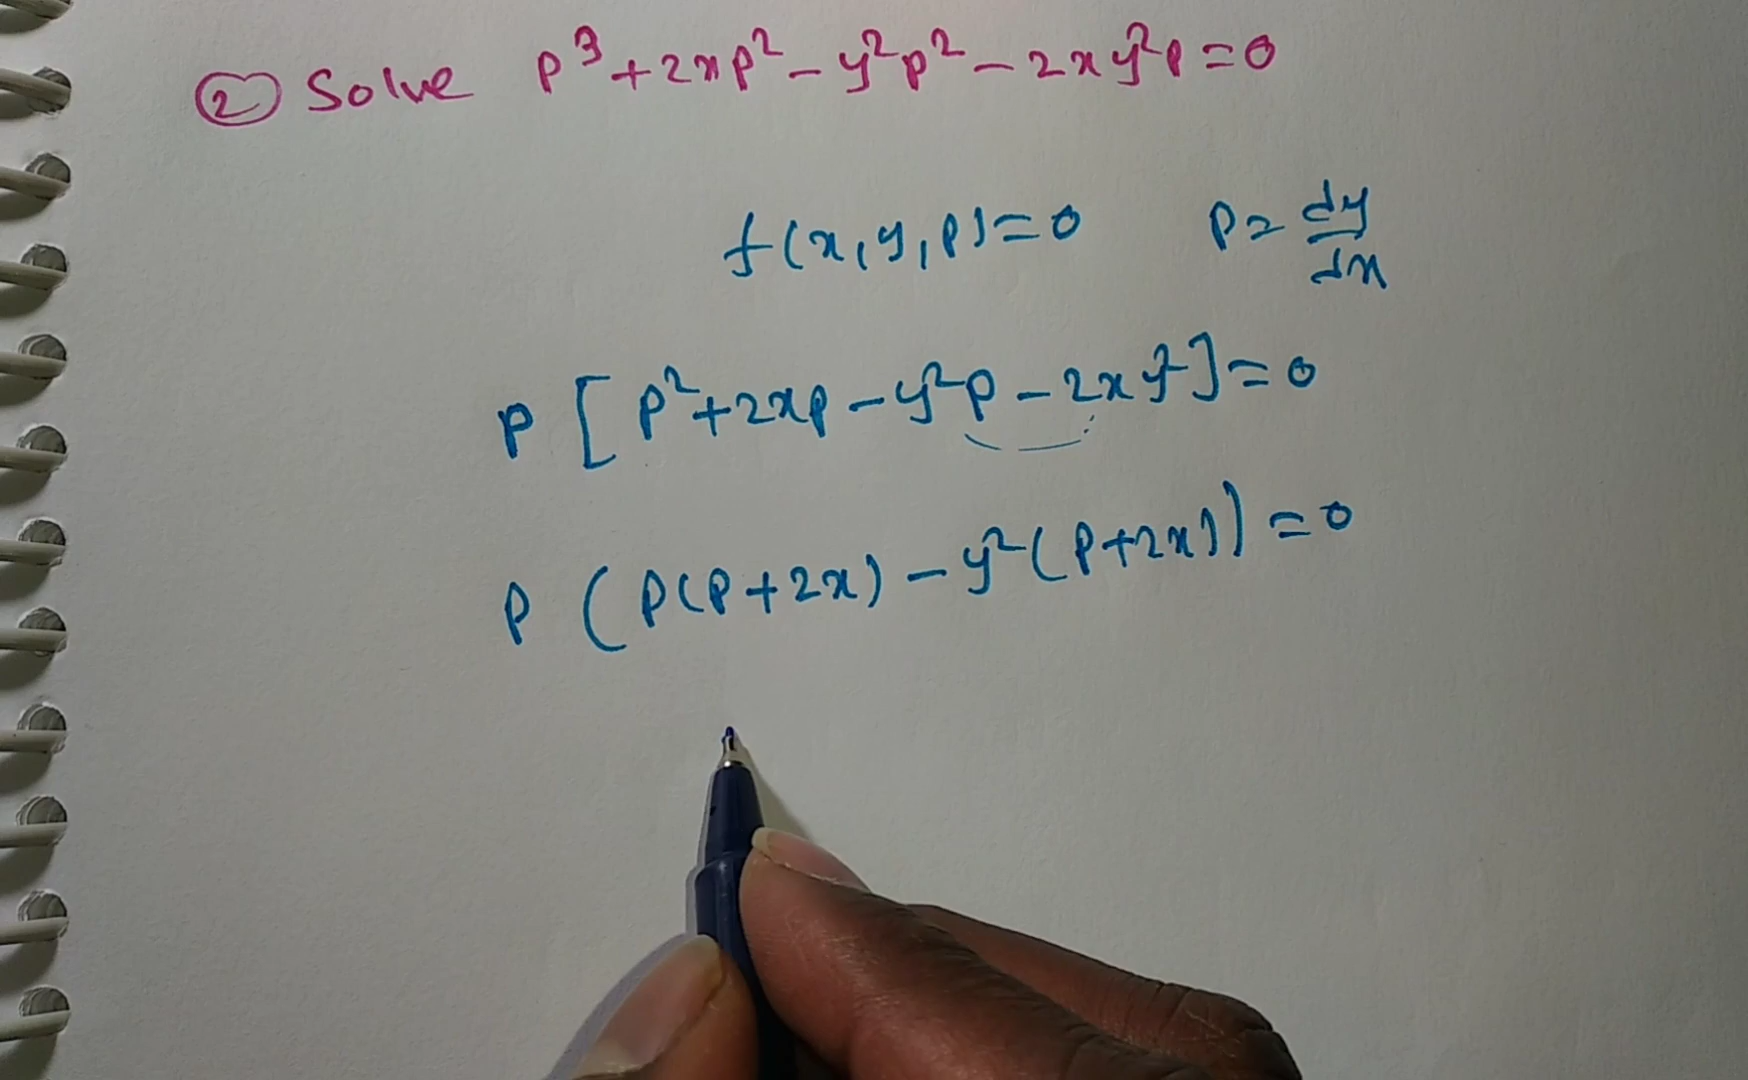 ② Solve p³+2xp²-y²p²-2xy²p=0
f(x,y,p)=0 p=dy/dx
p[p²+2xp-y²p-2xy²]=0
p(p(p+2x)-y²(p+2x))=0